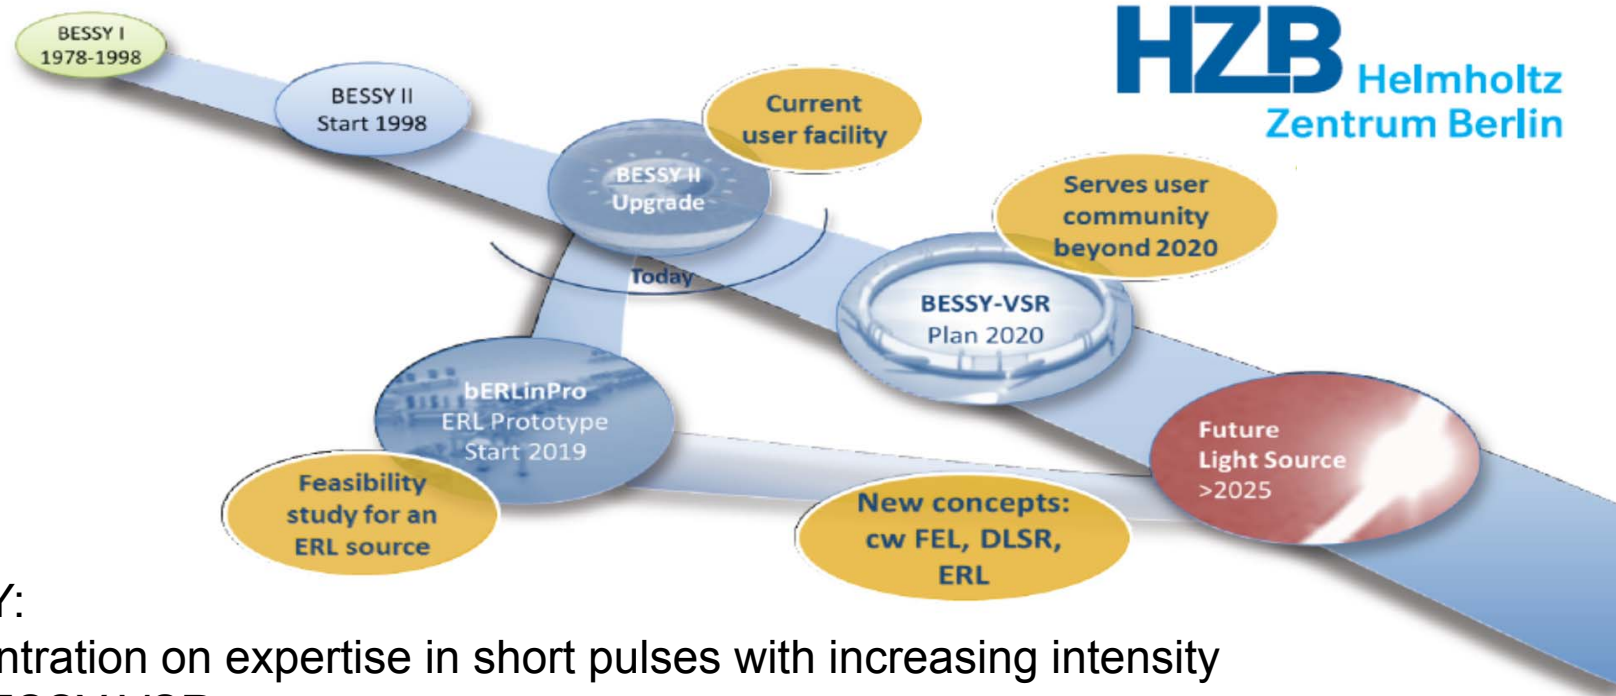 BESSY I
1978-1998
BESSY II
Start 1998
BESSY II
Upgrade
Current
user facility
HZB Helmholtz
Zentrum Berlin
Today
Serves user
community
beyond 2020
BESSY-VSR
Plan 2020
bERLinPro
ERL Prototype
Start 2019
Feasibility
study for an
ERL source
New concepts:
cw FEL, DLSR,
ERL
Future
Light Source
>2025
Y:
ntration on expertise in short pulses with increasing intensity